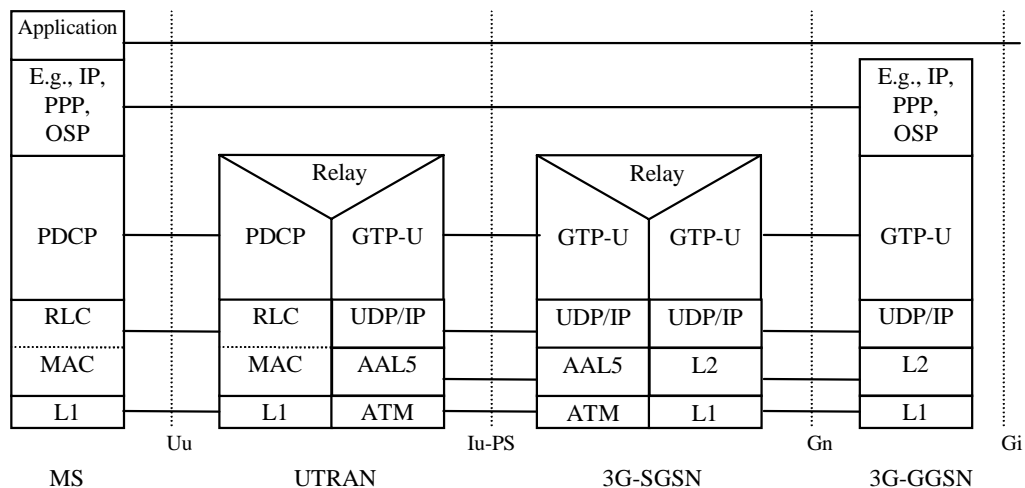 Application
E.g., IP,
PPP,
OSP
E.g., IP,
PPP,
OSP
Relay
Relay
PDCP
PDCP
GTP-U
GTP-U
GTP-U
GTP-U
RLC
RLC
UDP/IP
UDP/IP
UDP/IP
UDP/IP
MAC
MAC
AAL5
AAL5
L2
L2
L1
L1
ATM
ATM
L1
L1
Uu
Iu-PS
Gn
Gi
MS
UTRAN
3G-SGSN
3G-GGSN